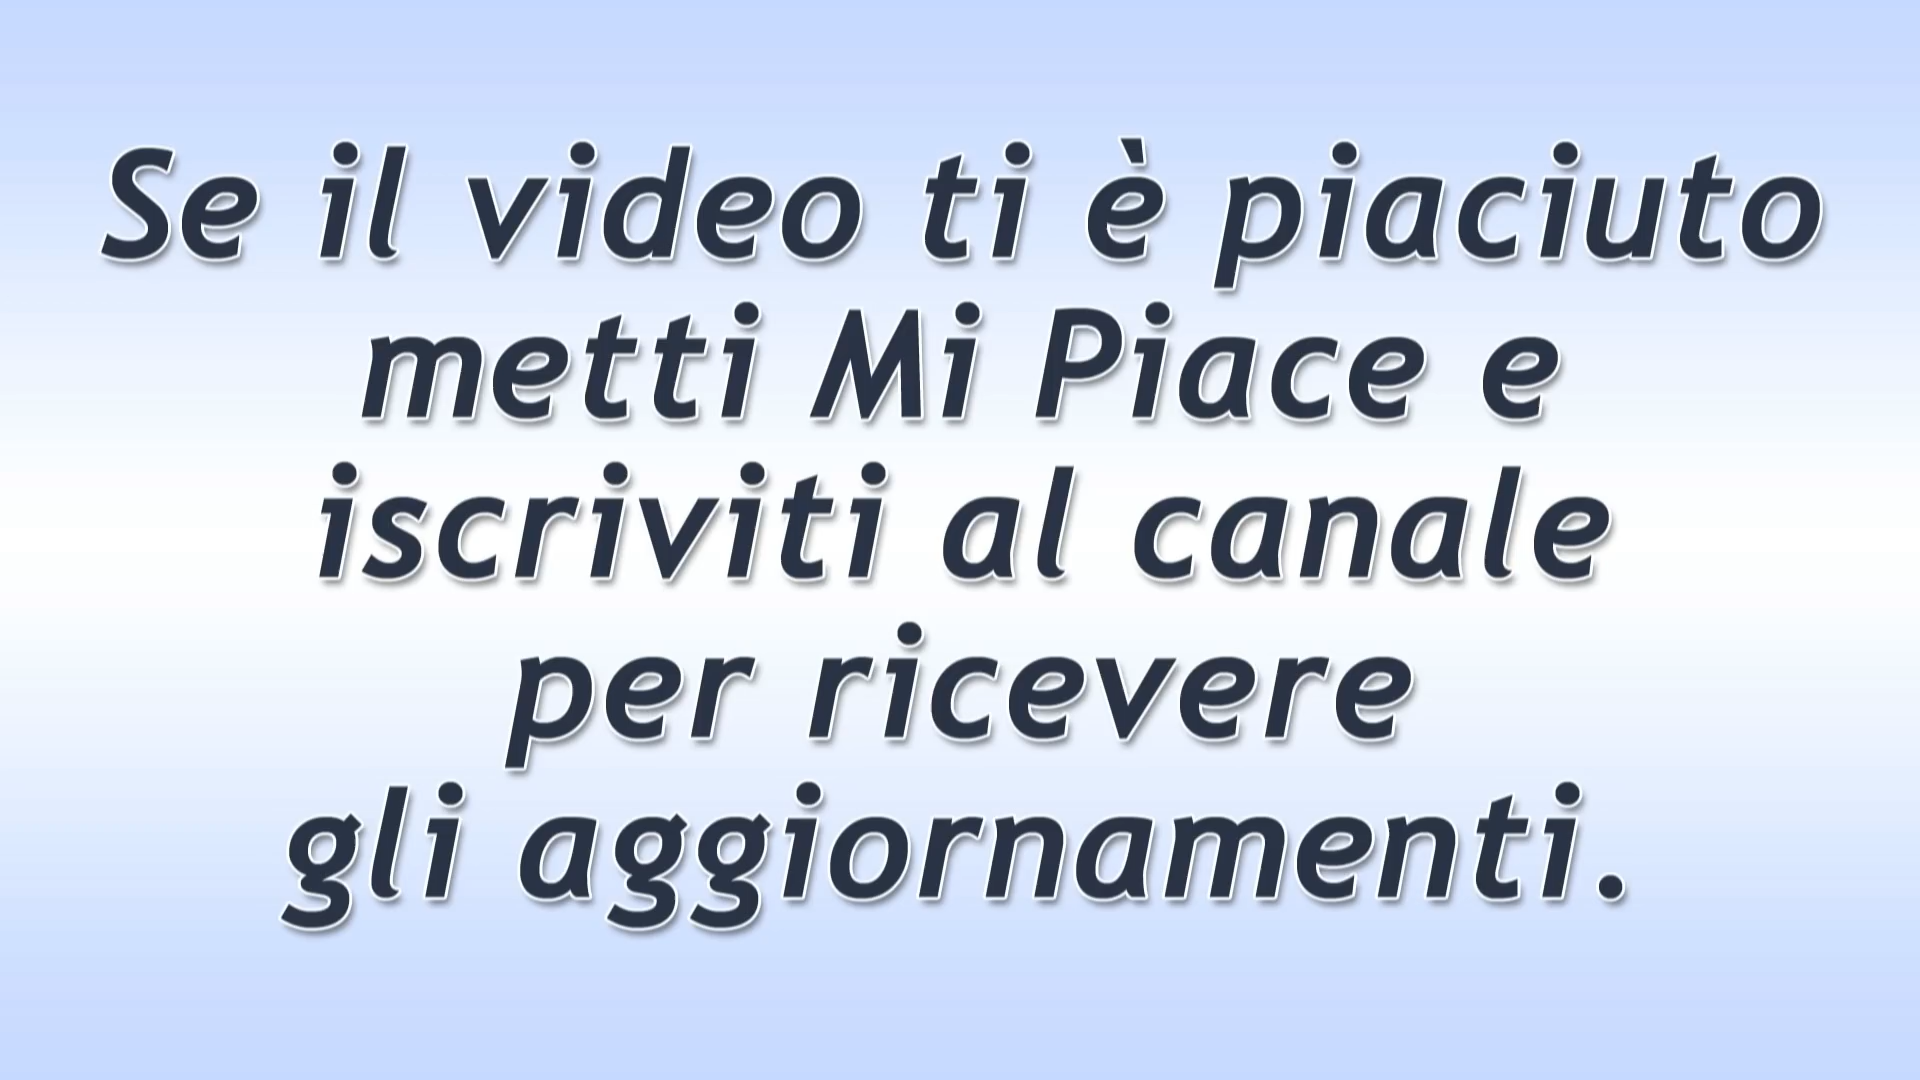 Se il video ti è piaciuto
metti Mi Piace e
iscriviti al canale
per ricevere
gli aggiornamenti.